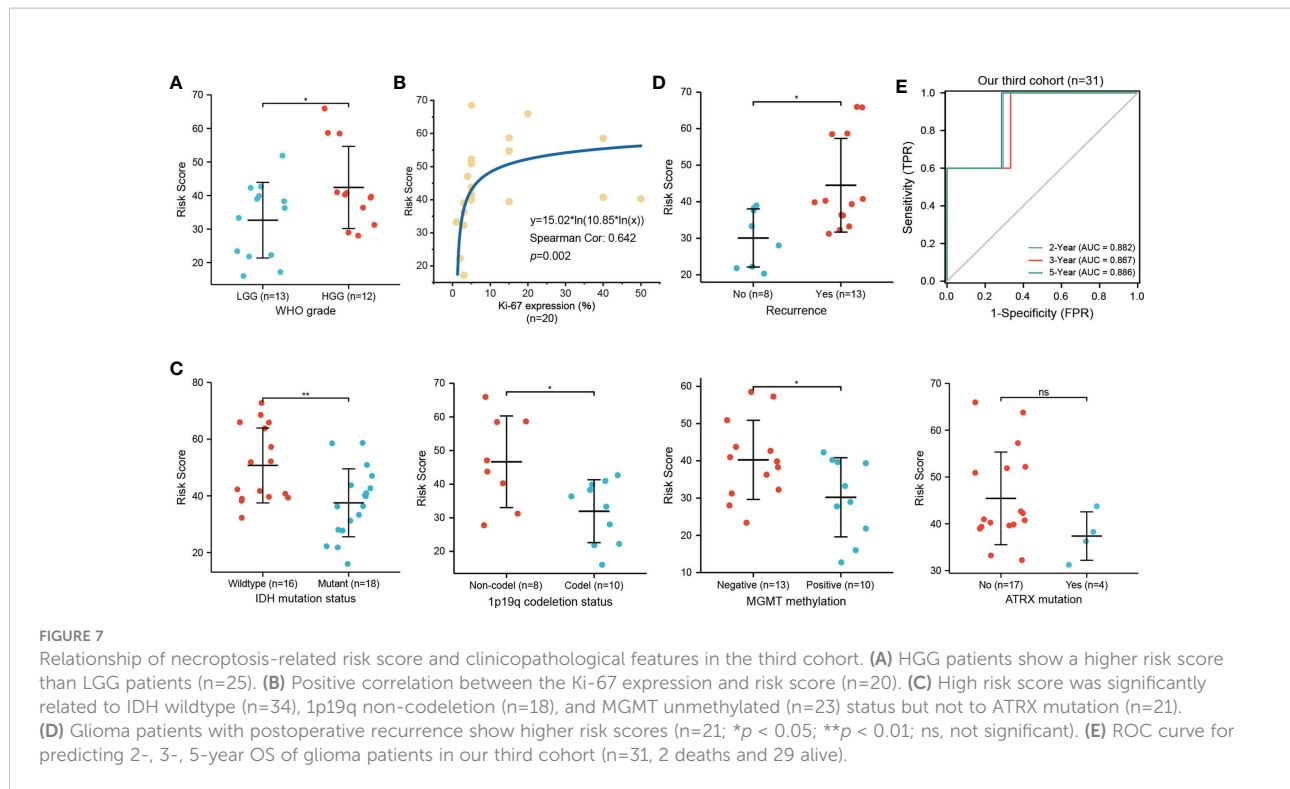 A
*
70
60
50
40
30
20
Risk Score
LGG (n=13)
HGG (n=12)
WHO grade
B
70
65
60
55
50
45
40
35
30
25
20
Risk Score
y=15.02*ln(10.85*ln(x))
Spearman Cor: 0.642
p=0.002
0
10
20
30
40
50
Ki-67 expression (%)
(n=20)
D
*
70
60
50
40
30
20
Risk Score
No (n=8)
Yes (n=13)
Recurrence
E
Our third cohort (n=31)
1.0
0.8
0.6
0.4
0.2
0.0
Sensitivity (TPR)
2-Year (AUC = 0.882)
3-Year (AUC = 0.867)
5-Year (AUC = 0.886)
0.0
0.2
0.4
0.6
0.8
1.0
1-Specificity (FPR)
C
**
80
60
40
20
Risk Score
Wildtype (n=16)
Mutant (n=18)
IDH mutation status
*
70
60
50
40
30
20
10
Risk Score
Non-codel (n=8)
Codel (n=10)
1p19q codeletion status
*
60
50
40
30
20
10
Risk Score
Negative (n=13)
Positive (n=10)
MGMT methylation
ns
70
60
50
40
30
Risk Score
No (n=17)
Yes (n=4)
ATRX mutation
FIGURE 7
Relationship of necroptosis-related risk score and clinicopathological features in the third cohort. (A) HGG patients show a higher risk score
than LGG patients (n=25). (B) Positive correlation between the Ki-67 expression and risk score (n=20). (C) High risk score was significantly
related to IDH wildtype (n=34), 1p19q non-codeletion (n=18), and MGMT unmethylated (n=23) status but not to ATRX mutation (n=21).
(D) Glioma patients with postoperative recurrence show higher risk scores (n=21; *p < 0.05; **p < 0.01; ns, not significant). (E) ROC curve for
predicting 2-, 3-, 5-year OS of glioma patients in our third cohort (n=31, 2 deaths and 29 alive).